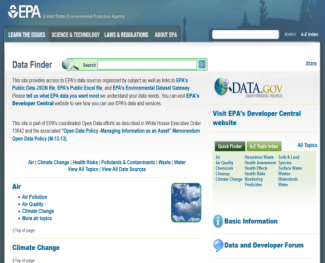 EPA United States Environmental Protection Agency
LEARN THE ISSUES SCIENCE & TECHNOLOGY LAWS & REGULATIONS ABOUT EPA
SEARCH A-Z Index
Data Finder
Search
Share
This site provides access to EPA's data sources organized by subject as well as links to EPA's
Public Data JSON file, EPA's Public Excel file, and EPA's Environmental Dataset Gateway.
Please tell us what EPA data you want most so we understand your data needs. You can visit EPA's
Developer Central website to see how you can use EPA's data and services.
This site is part of EPA's coordinated Open Data efforts as described in White House Executive Order
13642 and the associated "Open Data Policy -Managing Information as an Asset" Memorandum
Open Data Policy (M-13-13).
Air | Climate Change | Health Risks | Pollutants & Contaminants | Waste | Water
View All Topics | View All Data Sources
Air
Air Pollution
Air Quality
Climate Change
More air topics
Top of page
Climate Change
Top of page
DATA.gov
EMPOWERING PEOPLE
Visit EPA's Developer Central
website
Quick Finder A-Z Topic Index All Topics
Air Hazardous Waste Soils & Land
Air Quality Health Assessment Species
Chemicals Health Effects Surface Water
Cleanup Health Risks Wastes
Climate Change Monitoring Watersheds
Pesticides Water
Basic Information
Data and Developer Forum